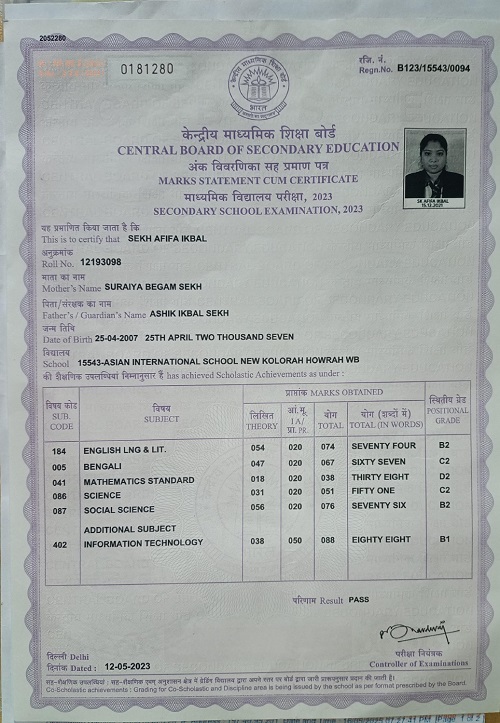 2052280
0181280
रजि. नं.
Regn.No. B123/15543/0094
केन्द्रीय माध्यमिक शिक्षा बोर्ड
भारत
केन्द्रीय माध्यमिक शिक्षा बोर्ड
CENTRAL BOARD OF SECONDARY EDUCATION
अंक विवरणिका सह प्रमाण पत्र
MARKS STATEMENT CUM CERTIFICATE
माध्यमिक विद्यालय परीक्षा, 2023
SECONDARY SCHOOL EXAMINATION, 2023
SK AFIFA IKBAL
15.12.2021
यह प्रमाणित किया जाता है कि
This is to certify that SEKH AFIFA IKBAL
अनुक्रमांक
Roll No. 12193098
माता का नाम
Mother's Name SURAIYA BEGAM SEKH
पिता/संरक्षक का नाम
Father's / Guardian's Name ASHIK IKBAL SEKH
जन्म तिथि
Date of Birth 25-04-2007 25TH APRIL TWO THOUSAND SEVEN
विद्यालय
School 15543-ASIAN INTERNATIONAL SCHOOL NEW KOLORAH HOWRAH WB
की शैक्षणिक उपलब्धियां निम्नानुसार हैं has achieved Scholastic Achievements as under :
विषय कोड SUB. CODE विषय SUBJECT प्राप्तांक MARKS OBTAINED स्थितीय ग्रेड POSITIONAL GRADE
लिखित THEORY आं.मू. IA/ प्रा. PR. योग TOTAL योग (शब्दों में) TOTAL (IN WORDS)
184 ENGLISH LNG & LIT. 054 020 074 SEVENTY FOUR B2
005 BENGALI 047 020 067 SIXTY SEVEN C2
041 MATHEMATICS STANDARD 018 020 038 THIRTY EIGHT D2
086 SCIENCE 031 020 051 FIFTY ONE C2
087 SOCIAL SCIENCE 056 020 076 SEVENTY SIX B2
ADDITIONAL SUBJECT
402 INFORMATION TECHNOLOGY 038 050 088 EIGHTY EIGHT B1
परिणाम Result PASS
दिल्ली Delhi
दिनांक Dated : 12-05-2023
परीक्षा नियंत्रक
Controller of Examinations
Co-Scholastic achievements : Grading for Co-Scholastic and Discipline area is being issued by the school as per format prescribed by the Board.